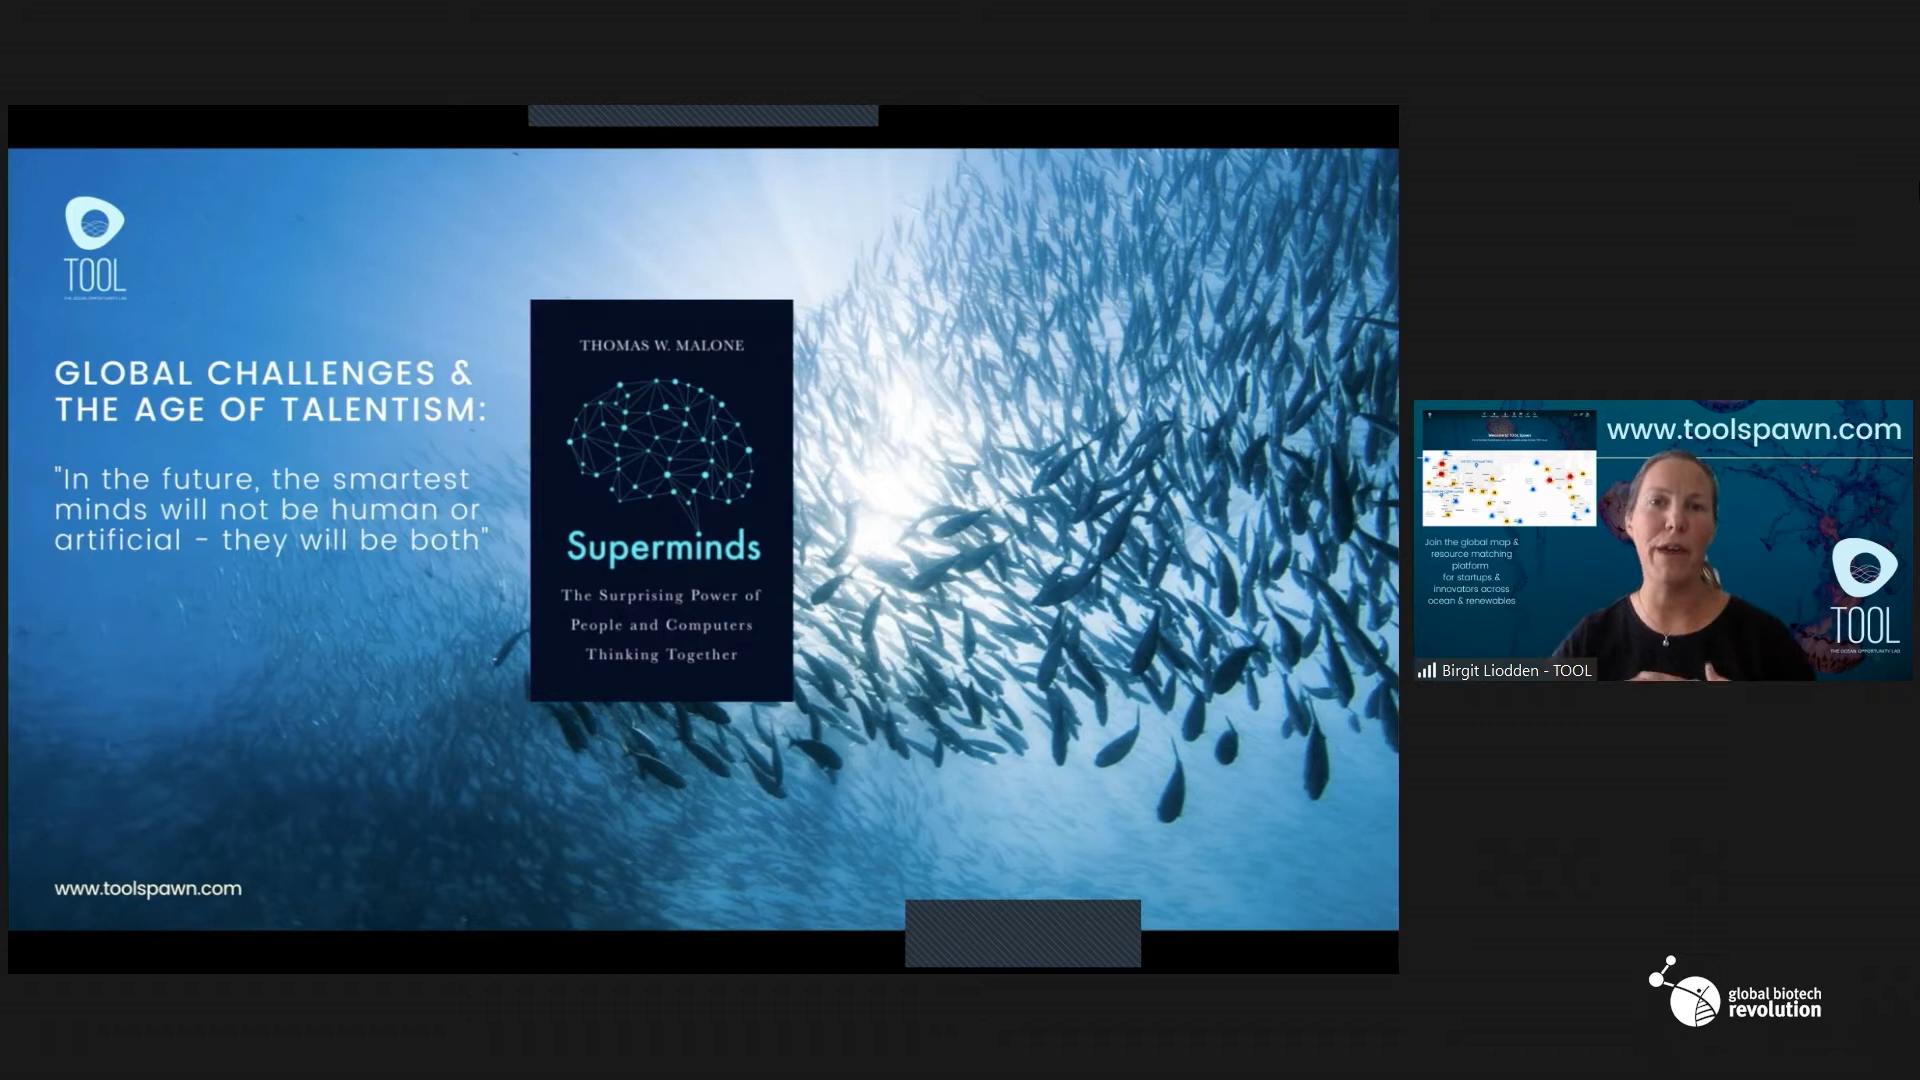 TOOL
THE OCEAN OPPORTUNITY LAB
GLOBAL CHALLENGES &
THE AGE OF TALENTISM:
"In the future, the smartest
minds will not be human or
artificial - they will be both"
THOMAS W. MALONE
Superminds
The Surprising Power of
People and Computers
Thinking Together
www.toolspawn.com
www.toolspawn.com
Join the global map &
resource matching
platform
for startups &
innovators across
ocean & renewables
TOOL
THE OCEAN OPPORTUNITY LAB
Birgit Liodden - TOOL
global biotech
revolution